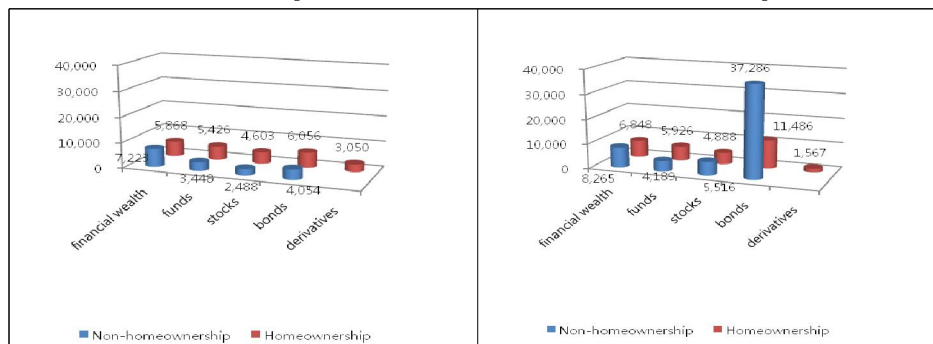 40,000
30,000
20,000
10,000
0
5,868
5,426
4,603
6,056
3,050
7,223
3,448
2,488
4,054
financial wealth
funds
stocks
bonds
derivatives
Non-homeownership Homeownership
40,000
30,000
20,000
10,000
0
37,286
6,848
5,926
4,888
11,486
1,567
8,265
4,189
5,516
financial wealth
funds
stocks
bonds
derivatives
Non-homeownership Homeownership